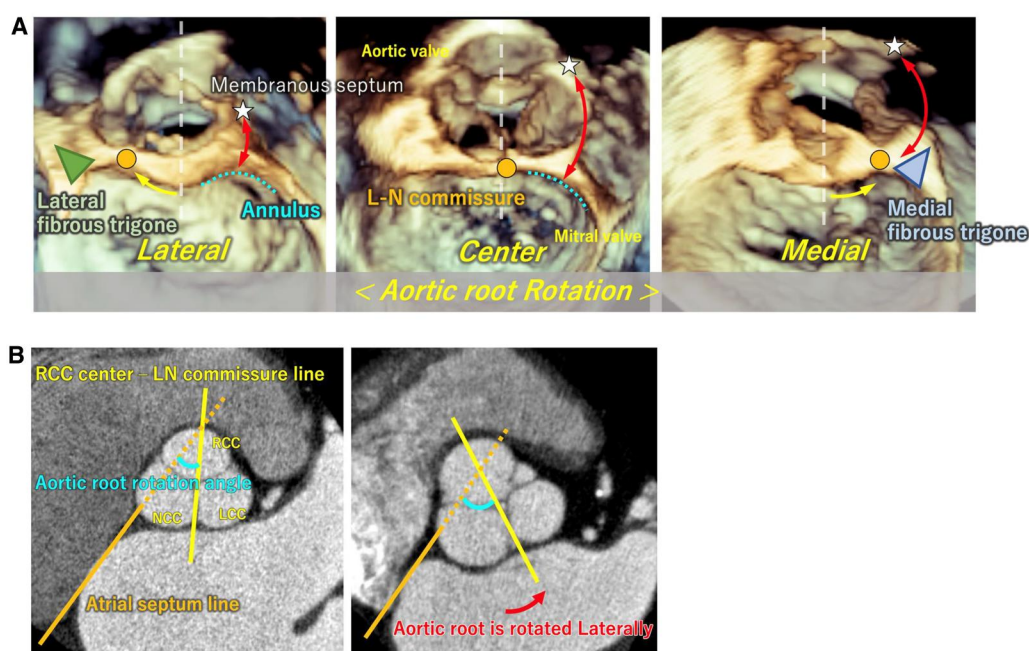 A
Membranous septum
Lateral
fibrous trigone
Annulus
Lateral
Aortic valve
L-N commissure
Mitral valve
Center
Medial
fibrous trigone
Medial
< Aortic root Rotation >
B
RCC center – LN commissure line
RCC
Aortic root rotation angle
NCC
LCC
Atrial septum line
Aortic root is rotated Laterally